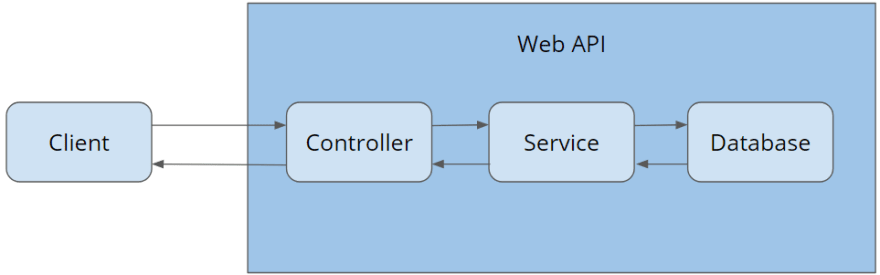 Web API
Client
Controller
Service
Database